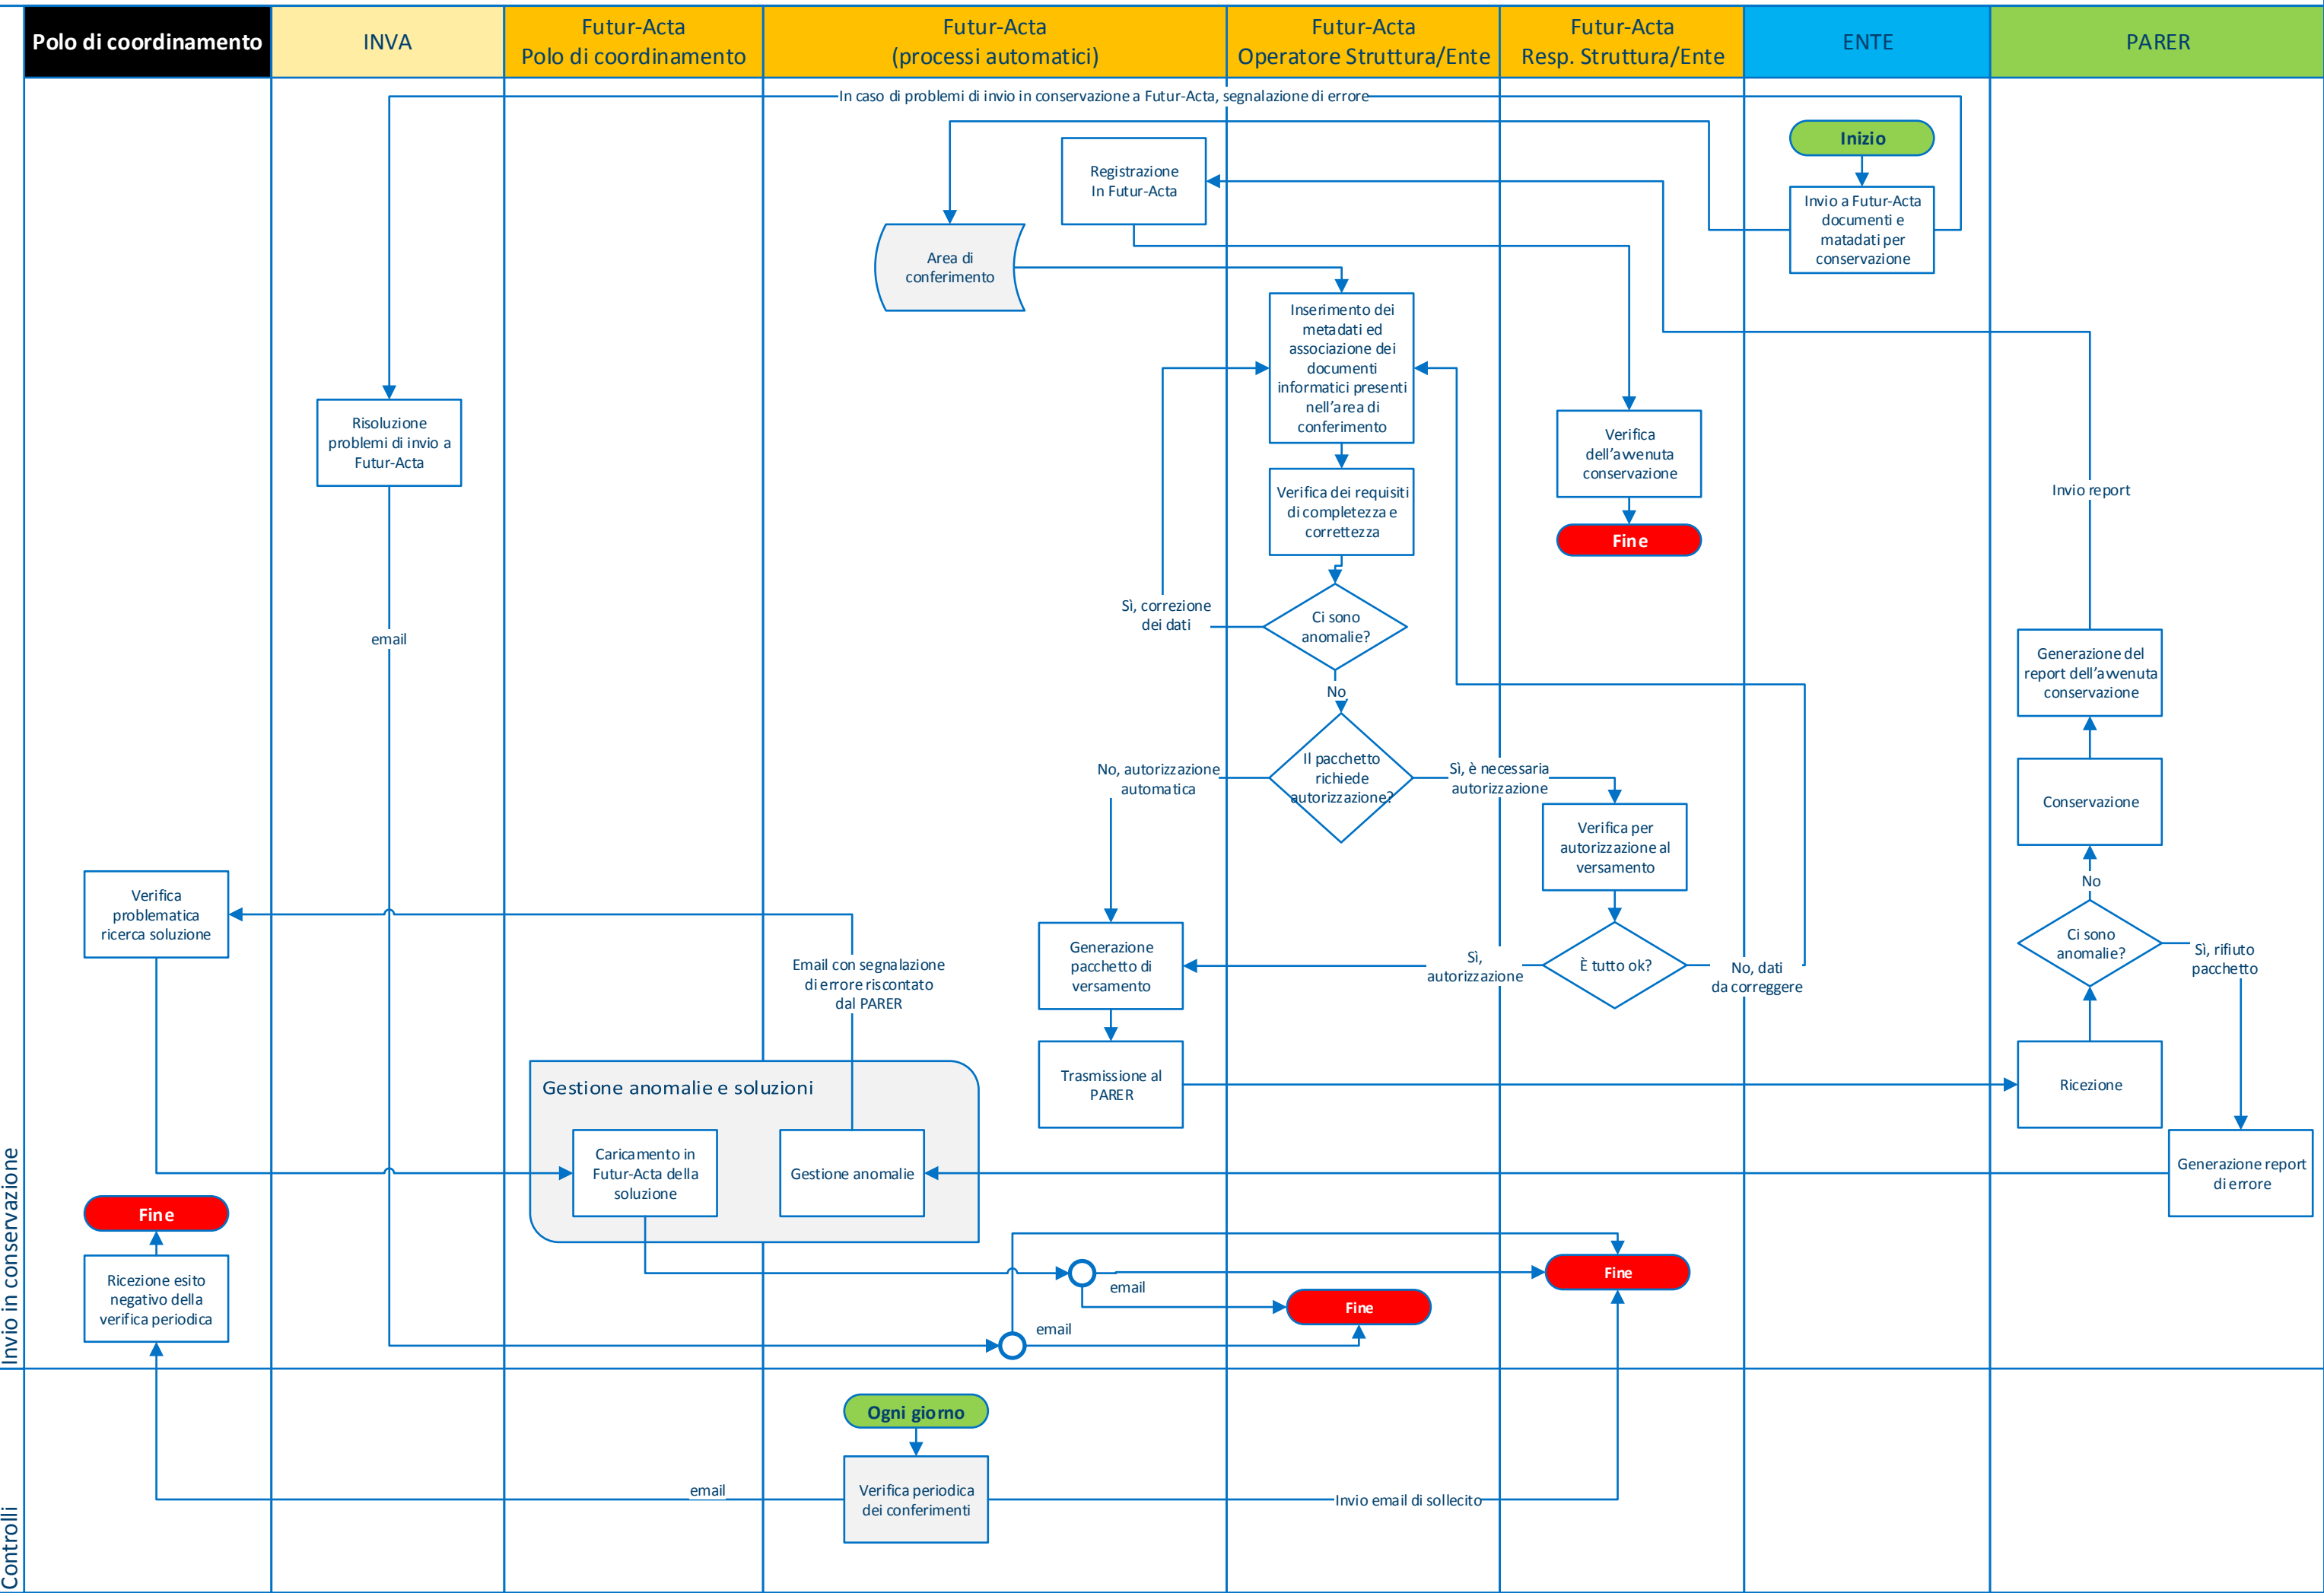 Polo di coordinamento
INVA
Futur-Acta
Polo di coordinamento
Futur-Acta
(processi automatici)
Futur-Acta
Operatore Struttura/Ente
Futur-Acta
Resp. Struttura/Ente
ENTE
PARER
In caso di problemi di invio in conservazione a Futur-Acta, segnalazione di errore
Inizio
Registrazione
In Futur-Acta
Invio a Futur-Acta
documenti e
matadati per
conservazione
Area di
conferimento
Inserimento dei
metadati ed
associazione dei
documenti
informatici presenti
nell'area di
conferimento
Risoluzione
problemi di invio a
Futur-Acta
Verifica
dell'avvenuta
conservazione
Verifica dei requisiti
di completezza e
correttezza
Invio report
Fine
Sì, correzione
dei dati
Ci sono
anomalie?
email
Generazione del
report dell'avvenuta
conservazione
No
No, autorizzazione
automatica
Il pacchetto
richiede
autorizzazione?
Sì, è necessaria
autorizzazione
Conservazione
Verifica per
autorizzazione al
versamento
No
Verifica
problematica
ricerca soluzione
Ci sono
anomalie?
Sì, rifiuto
pacchetto
Email con segnalazione
di errore riscontato
dal PARER
Generazione
pacchetto di
versamento
Sì,
autorizzazione
È tutto ok?
No, dati
da correggere
Trasmissione al
PARER
Ricezione
Gestione anomalie e soluzioni
Caricamento in
Futur-Acta della
soluzione
Gestione anomalie
Generazione report
di errore
Fine
Ricezione esito
negativo della
verifica periodica
email
Fine
Fine
email
Invio in conservazione
Ogni giorno
Verifica periodica
dei conferimenti
email
Invio email di sollecito
Controlli